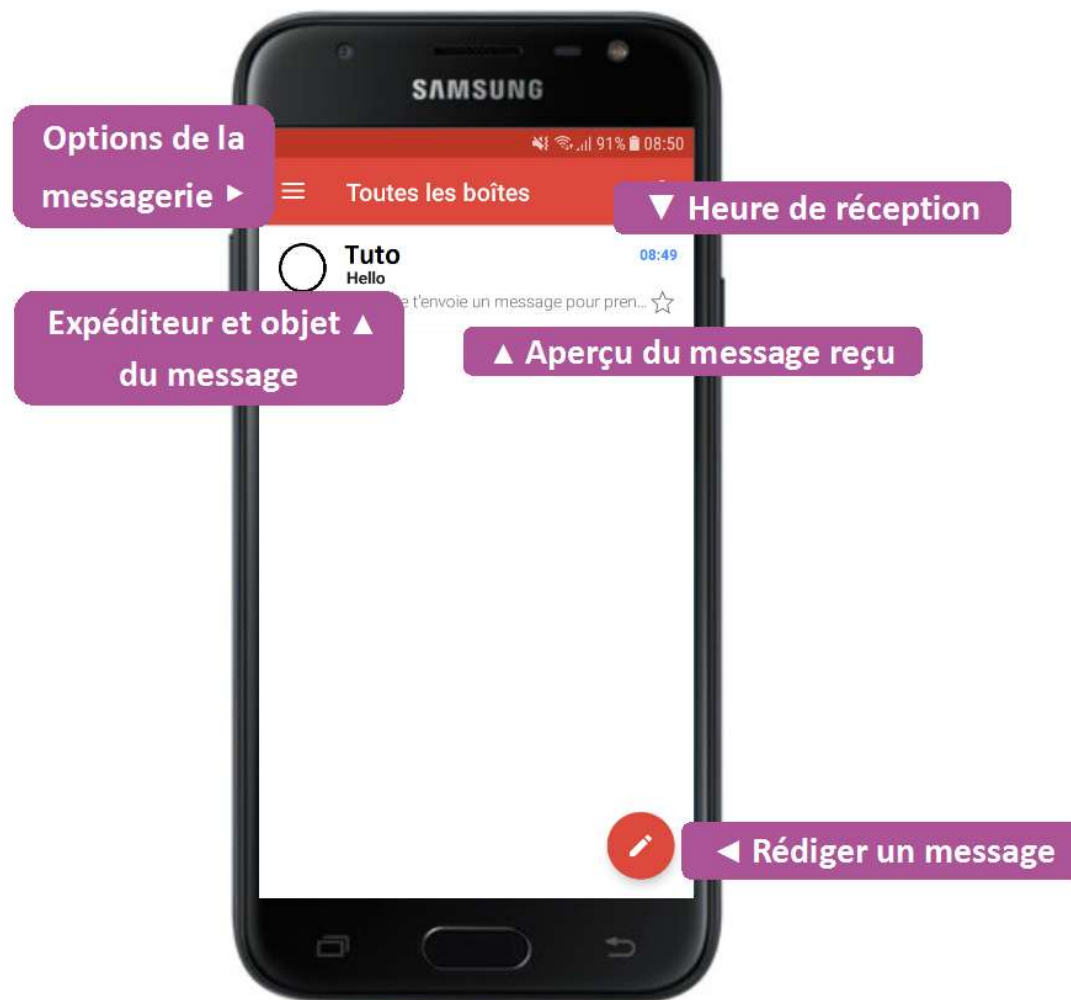 SAMSUNG
Options de la
messagerie ►
91% 08:50
Toutes les boîtes
▼ Heure de réception
Tuto
08:49
Hello
t'envoie un message pour pren...
Expéditeur et objet ▲
du message
▲ Aperçu du message reçu
◄ Rédiger un message